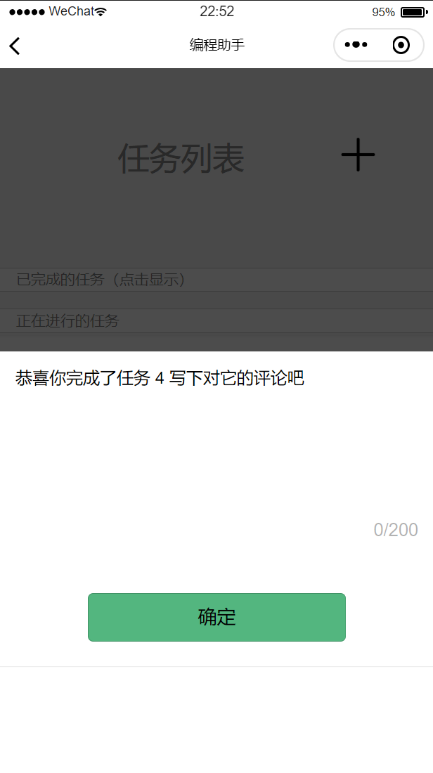 WeChat 22:52 95%
编程助手
任务列表
已完成的任务（点击显示）
正在进行的任务
恭喜你完成了任务 4 写下对它的评论吧
0/200
确定